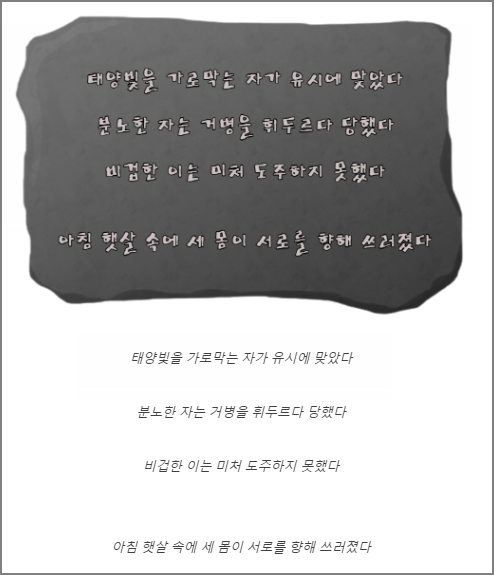 태양빛을 가로막는 자가 유시에 맞았다
분노한 자는 거병을 휘두르다 당했다
비겁한 이는 미처 도주하지 못했다
아침 햇살 속에 세 몸이 서로를 향해 쓰러졌다
태양빛을 가로막는 자가 유시에 맞았다
분노한 자는 거병을 휘두르다 당했다
비겁한 이는 미처 도주하지 못했다
아침 햇살 속에 세 몸이 서로를 향해 쓰러졌다